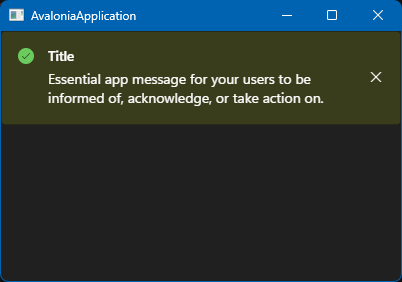 AvaloniaApplication
Title
Essential app message for your users to be
informed of, acknowledge, or take action on.